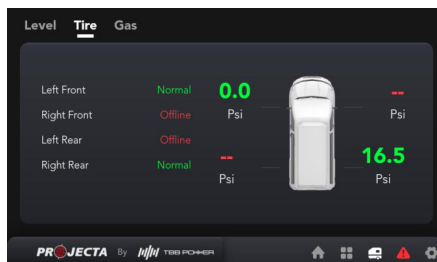 Level Tire Gas
Left Front Normal 0.0 --
Right Front Offline Psi Psi
Left Rear Offline
Right Rear Normal -- 16.5
Psi Psi
PROJECTA By TBB POWER